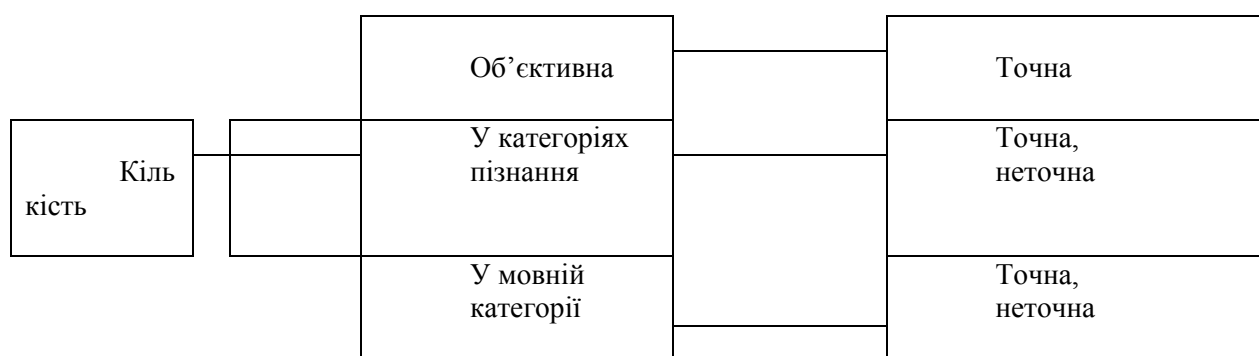 Об’єктивна
Точна
Кіль
кість
У категоріях
пізнання
Точна,
неточна
У мовній
категорії
Точна,
неточна